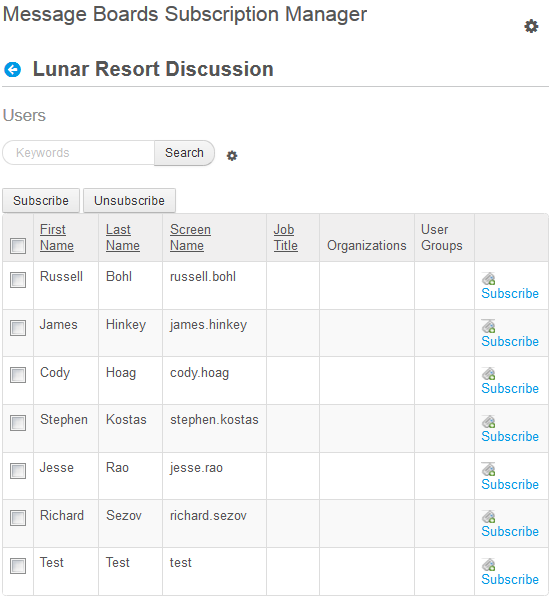 Message Boards Subscription Manager
Lunar Resort Discussion
Users
Keywords Search
Subscribe Unsubscribe
First Name Last Name Screen Name Job Title Organizations User Groups
Russell Bohl russell.bohl Subscribe
James Hinkey james.hinkey Subscribe
Cody Hoag cody.hoag Subscribe
Stephen Kostas stephen.kostas Subscribe
Jesse Rao jesse.rao Subscribe
Richard Sezov richard.sezov Subscribe
Test Test test Subscribe